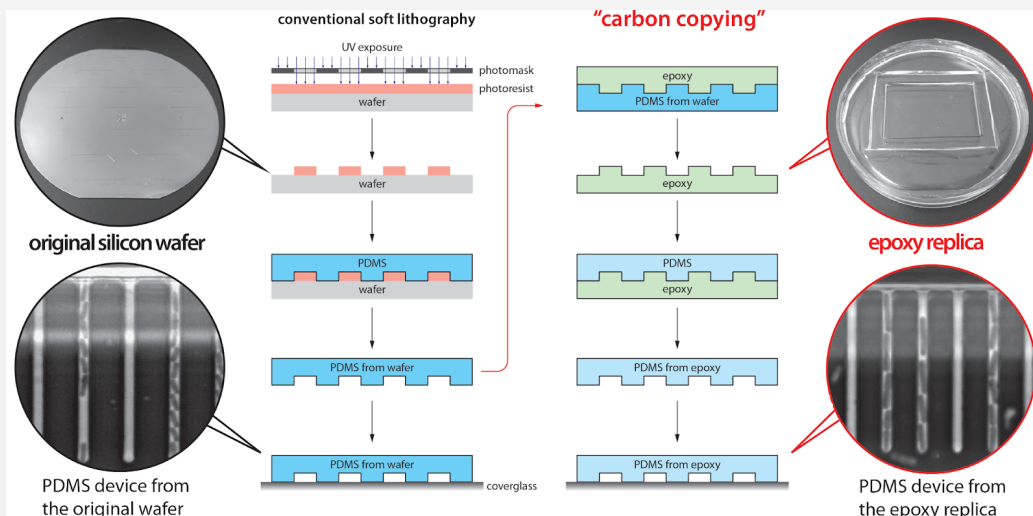 conventional soft lithography
UV exposure
photomask
photoresist
wafer
wafer
PDMS
wafer
PDMS from wafer
PDMS from wafer
coverglass
original silicon wafer
PDMS device from
the original wafer
“carbon copying”
epoxy
PDMS from wafer
epoxy
PDMS
epoxy
PDMS from epoxy
PDMS from epoxy
epoxy replica
PDMS device from
the epoxy replica